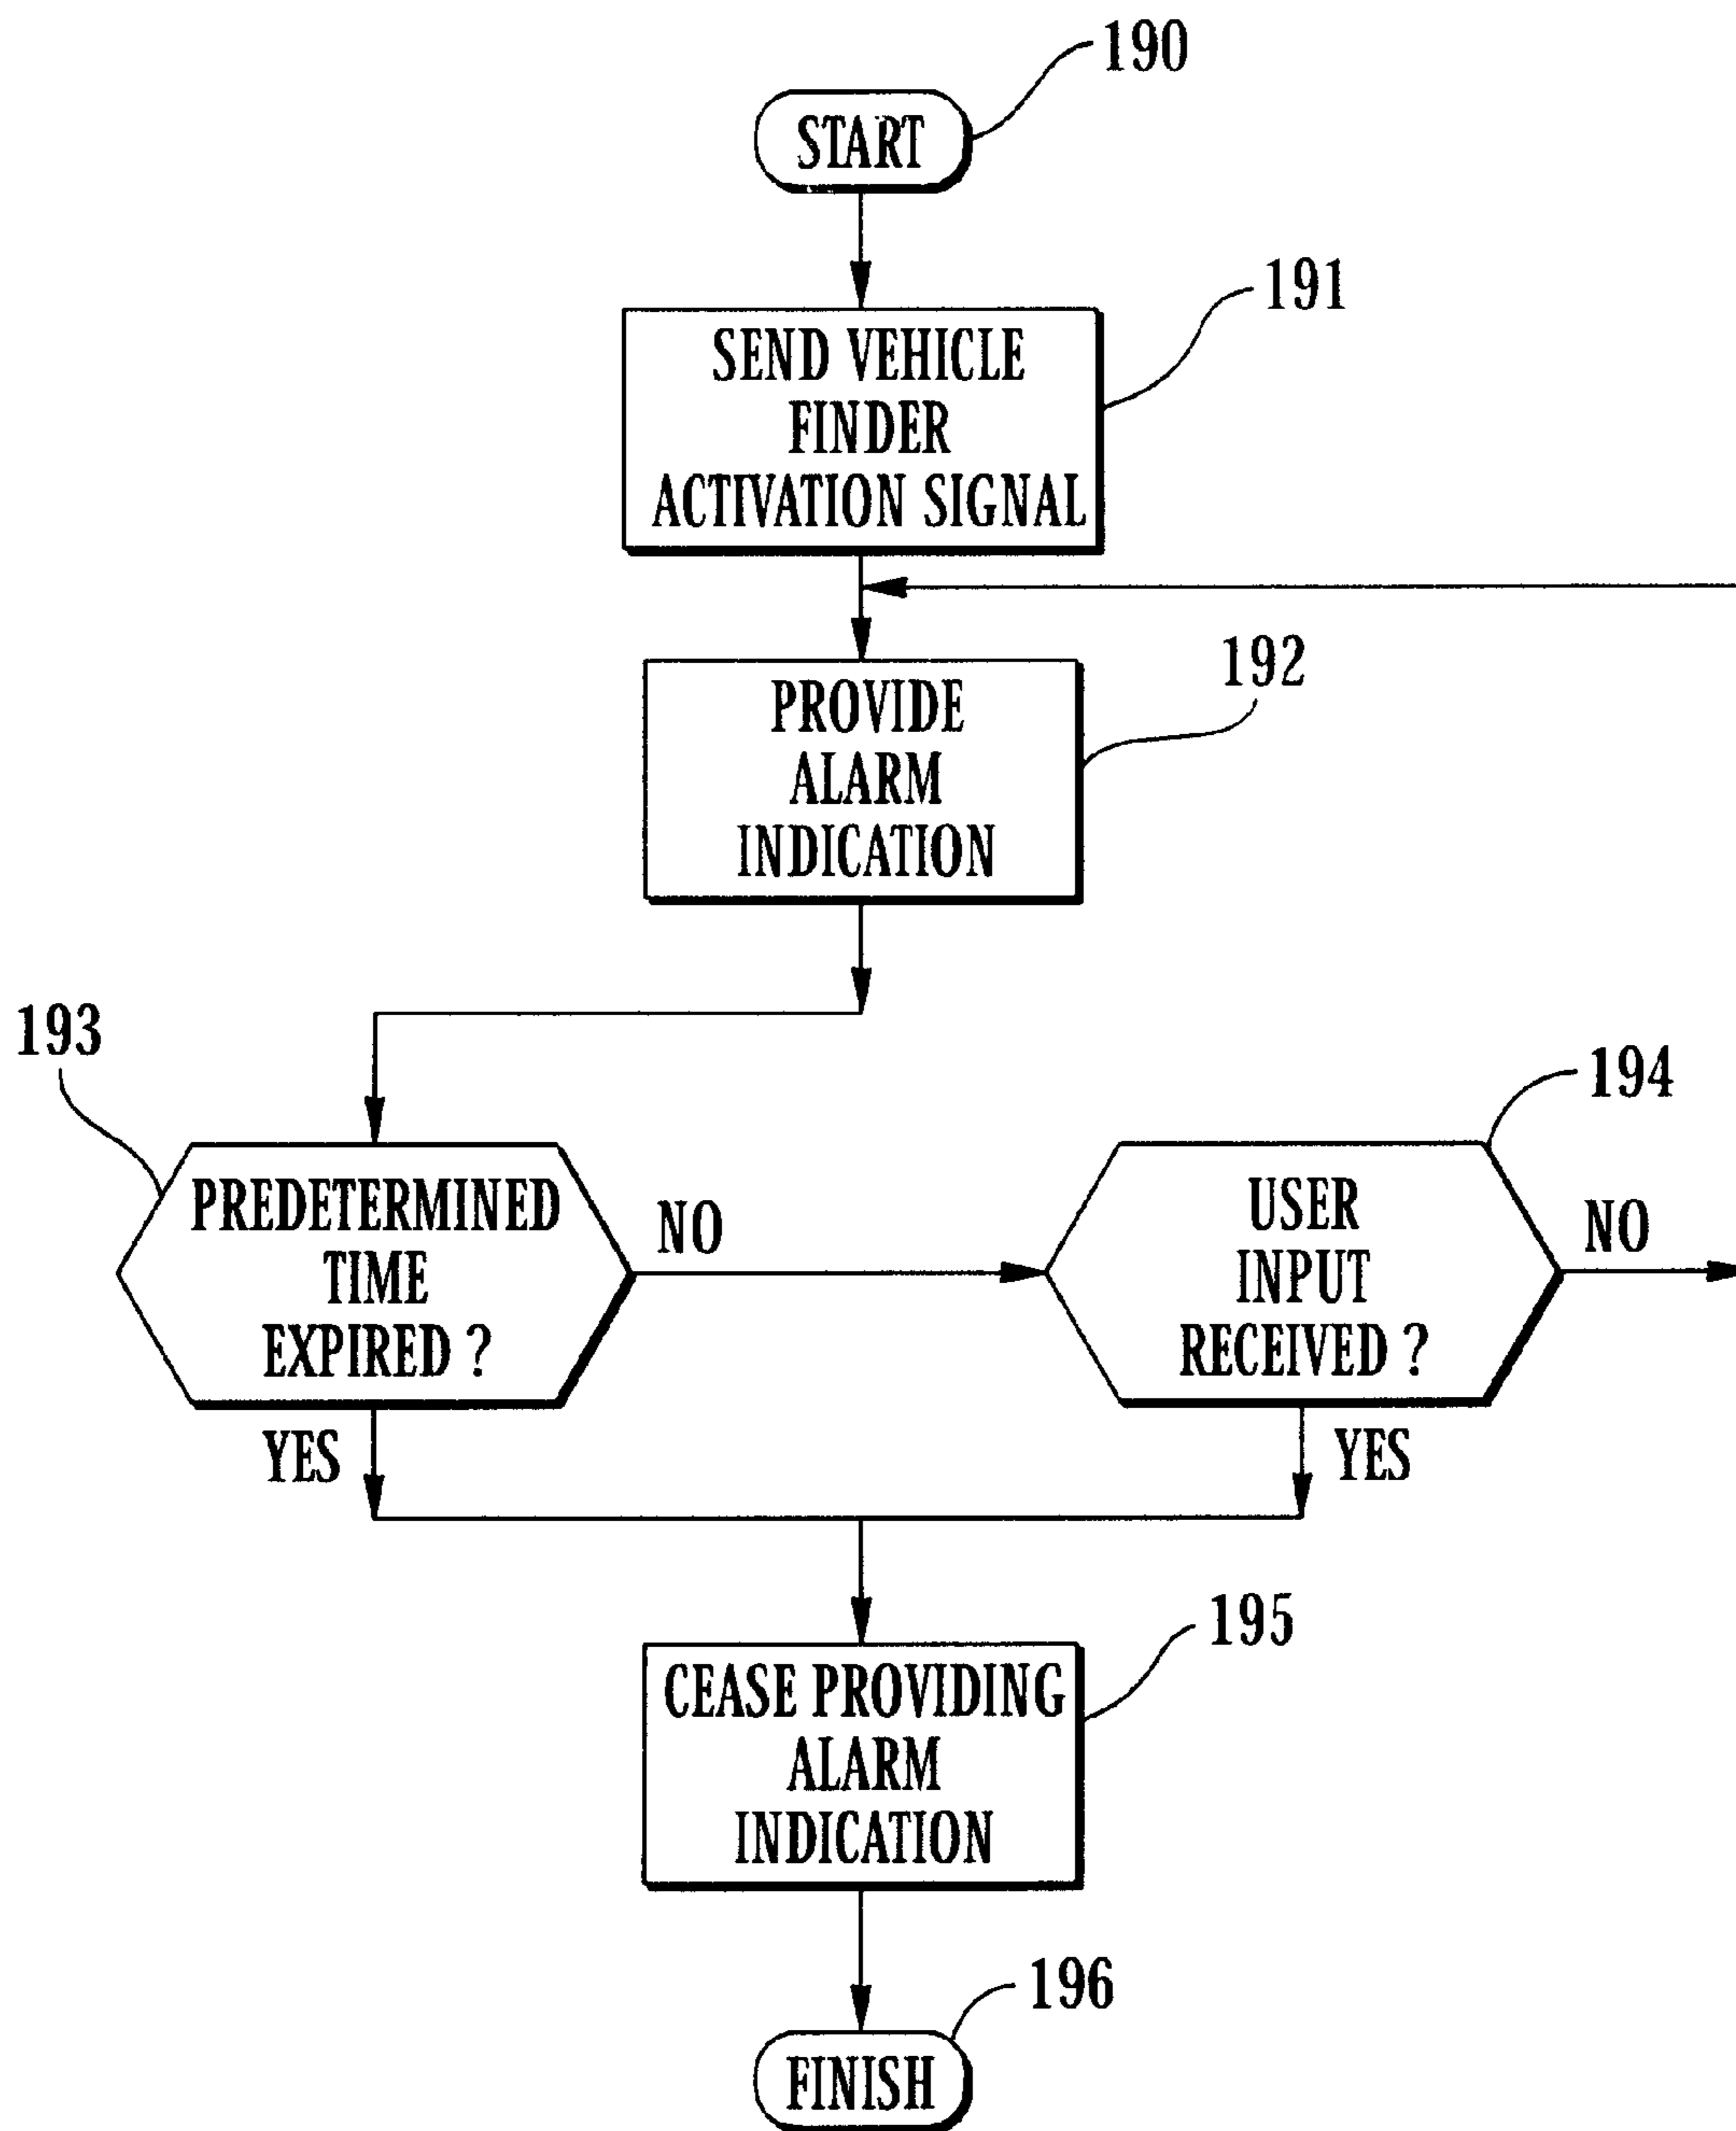 190
START
191
SEND VEHICLE
FINDER
ACTIVATION SIGNAL
192
PROVIDE
ALARM
INDICATION
193
PREDETERMINED
TIME
EXPIRED ?
NO
194
USER
INPUT
RECEIVED ?
NO
YES
YES
195
CEASE PROVIDING
ALARM
INDICATION
196
FINISH